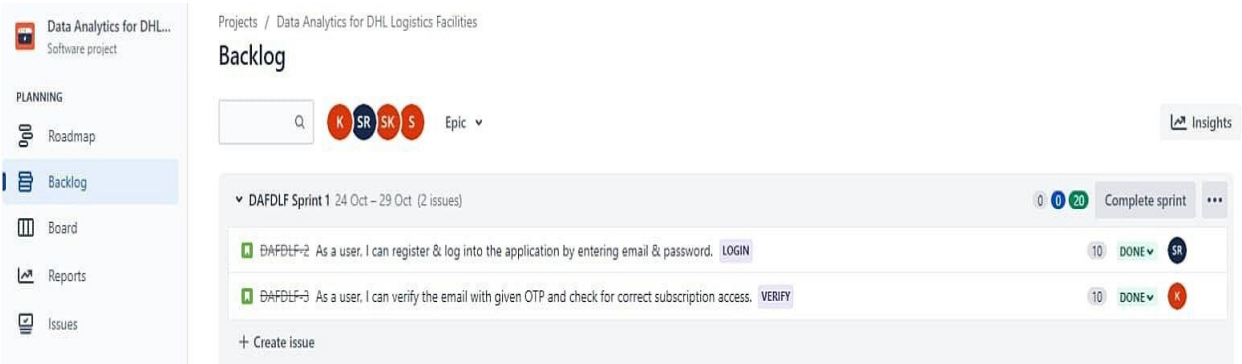 Data Analytics for DHL...
Software project
PLANNING
Roadmap
Backlog
Board
Reports
Issues
Projects / Data Analytics for DHL Logistics Facilities
Backlog
K SR SK S Epic
Insights
DAFDLF Sprint 1 24 Oct – 29 Oct (2 issues) 0 0 20 Complete sprint •••
DAFDLF-2 As a user, I can register & log into the application by entering email & password. LOGIN 10 DONE SR
DAFDLF-3 As a user, I can verify the email with given OTP and check for correct subscription access. VERIFY 10 DONE K
+ Create issue